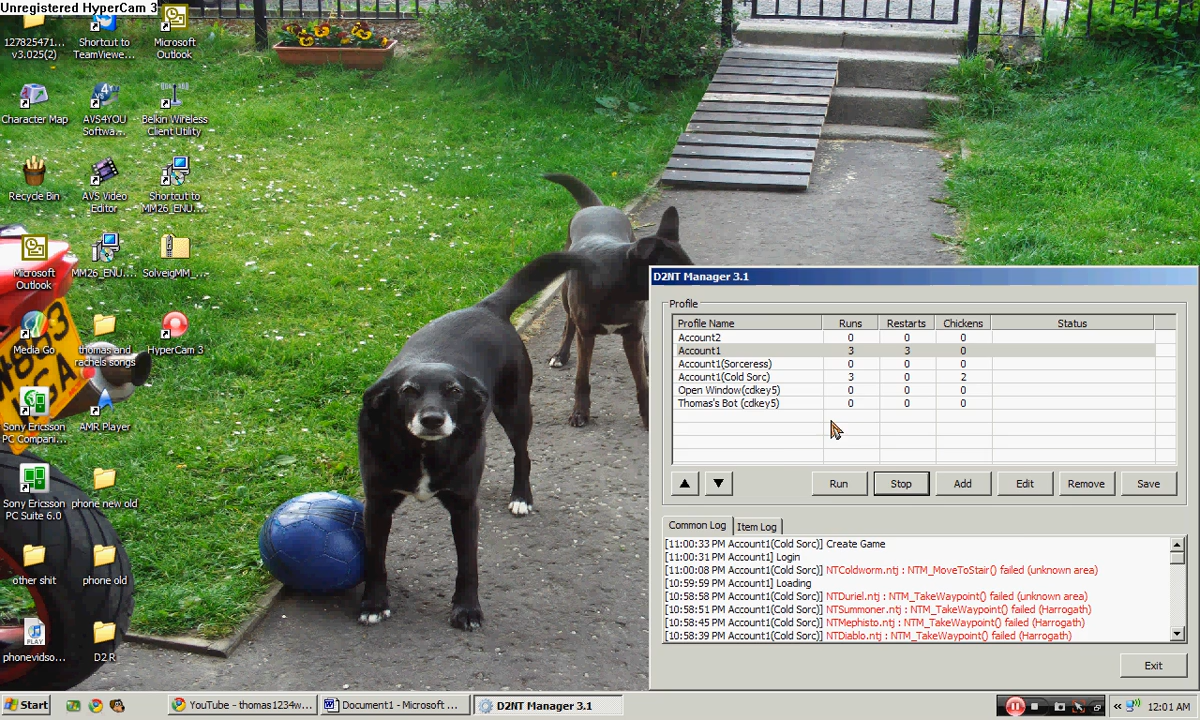 Unregistered HyperCam 3
127825471...
v3.025(2)
Shortcut to
TeamViewe...
Microsoft
Outlook
Character Map
AVS4YOU
Softwa...
Belkin Wireless
Client Utility
Recycle Bin
AVS Video
Editor
Shortcut to
MM26_ENU....
Microsoft
Outlook
MM26_ENU....
SolveigMM_...
Media Go
thomas and
rachels songs
HyperCam 3
Sony Ericsson
PC Compani...
AMR Player
Sony Ericsson
PC Suite 6.0
phone new old
other shit
phone old
PLAY
phonevidso...
D2 R
D2NT Manager 3.1
Profile
Profile Name Runs Restarts Chickens Status
Account2 0 0 0
Account1 3 3 0
Account1(Sorceress) 0 0 0
Account1(Cold Sorc) 3 0 2
Open Window(cdkey5) 0 0 0
Thomas's Bot (cdkey5) 0 0 0
Run Stop Add Edit Remove Save
Common Log Item Log
[11:00:33 PM Account1(Cold Sorc)] Create Game
[11:00:31 PM Account1] Login
[11:00:08 PM Account1(Cold Sorc)] NTColdworm.ntj : NTM_MoveToStair() failed (unknown area)
[10:59:59 PM Account1] Loading
[10:58:58 PM Account1(Cold Sorc)] NTDuriel.ntj : NTM_TakeWaypoint() failed (unknown area)
[10:58:51 PM Account1(Cold Sorc)] NTSummoner.ntj : NTM_TakeWaypoint() failed (Harrogath)
[10:58:45 PM Account1(Cold Sorc)] NTMephisto.ntj : NTM_TakeWaypoint() failed (Harrogath)
[10:58:39 PM Account1(Cold Sorc)] NTDiablo.ntj : NTM_TakeWaypoint() failed (Harrogath)
Exit
Start
YouTube - thomas1234w...
Document1 - Microsoft ...
D2NT Manager 3.1
12:01 AM